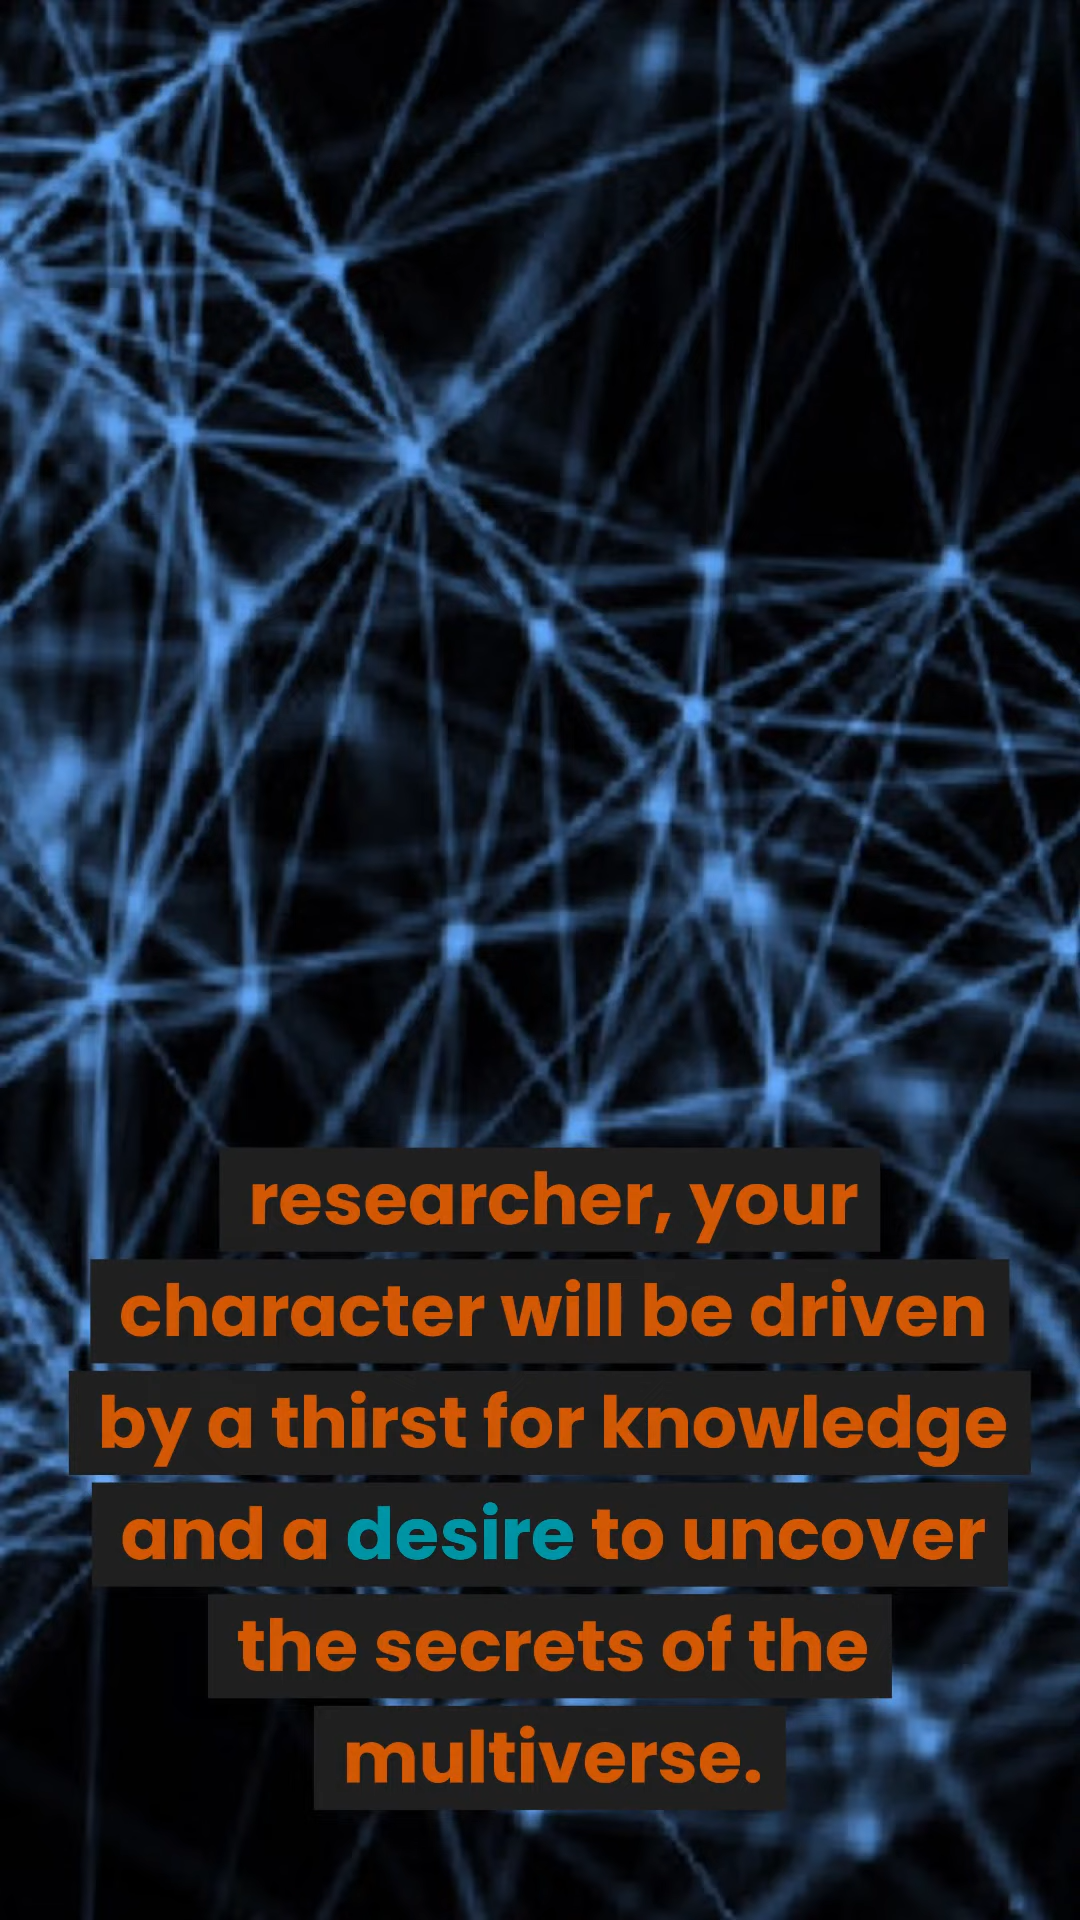 researcher, your
character will be driven
by a thirst for knowledge
and a desire to uncover
the secrets of the
multiverse.